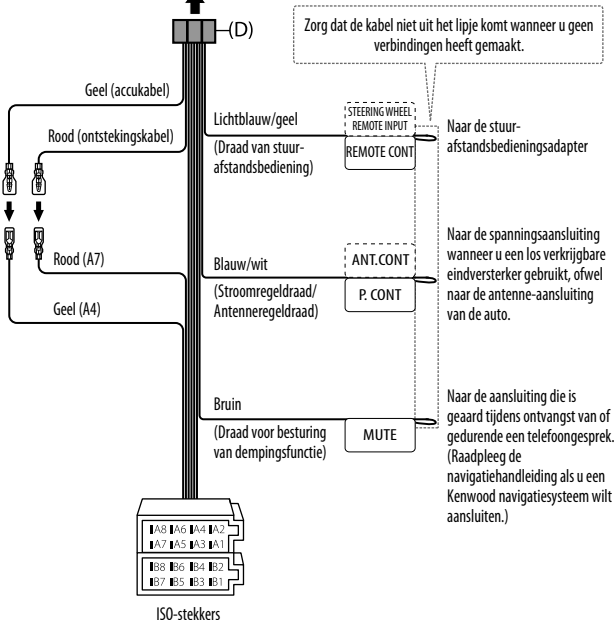 (D)
Zorg dat de kabel niet uit het lipje komt wanneer u geen
verbindingen heeft gemaakt.
Geel (accukabel)
Rood (ontstekingskabel)
Lichtblauw/geel
(Draad van stuur-
afstandsbediening)
STEERING WHEEL
REMOTE INPUT
REMOTE CONT
Naar de stuur-
afstandsbedieningsadapter
Rood (A7)
Geel (A4)
Blauw/wit
(Stroomregeldraad/
Antenneregeldraad)
ANT.CONT
P. CONT
Naar de spanningsaansluiting
wanneer u een los verkrijgbare
eindversterker gebruikt, ofwel
naar de antenne-aansluiting
van de auto.
Bruin
(Draad voor besturing
van dempingsfunctie)
MUTE
Naar de aansluiting die is
geaard tijdens ontvangst van of
gedurende een telefoongesprek.
(Raadpleeg de
navigatiehandleiding als u een
Kenwood navigatiesysteem wilt
aansluiten.)
A8 A6 A4 A2
A7 A5 A3 A1
B8 B6 B4 B2
B7 B5 B3 B1
ISO-stekkers